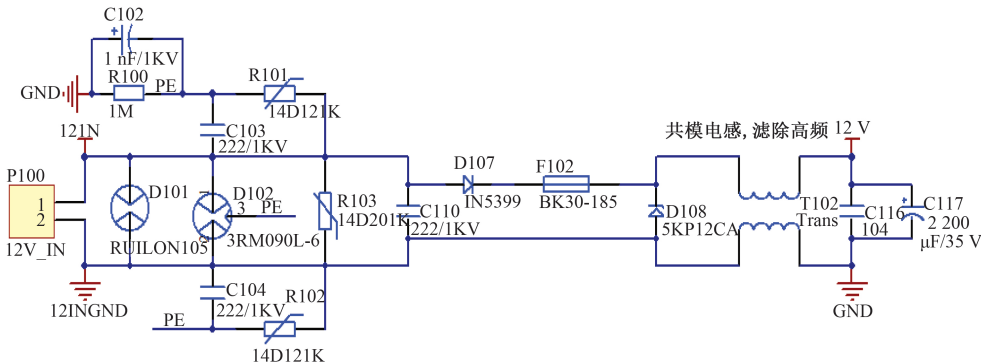 C102
+
1 nF/1KV
R100
PE
GND
1M
R101
14D121K
121N
C103
222/1KV
共模电感,滤除高频
12 V
P100
1
2
12V_IN
D101
RUILON105
1
D102
3
PE
3RM090L-6
R103
14D201K
C110
222/1KV
D107
IN5399
F102
BK30-185
D108
5KP12CA
T102
Trans
C116
104
+
C117
2 200
μF/35 V
12INGND
C104
222/1KV
R102
PE
14D121K
GND